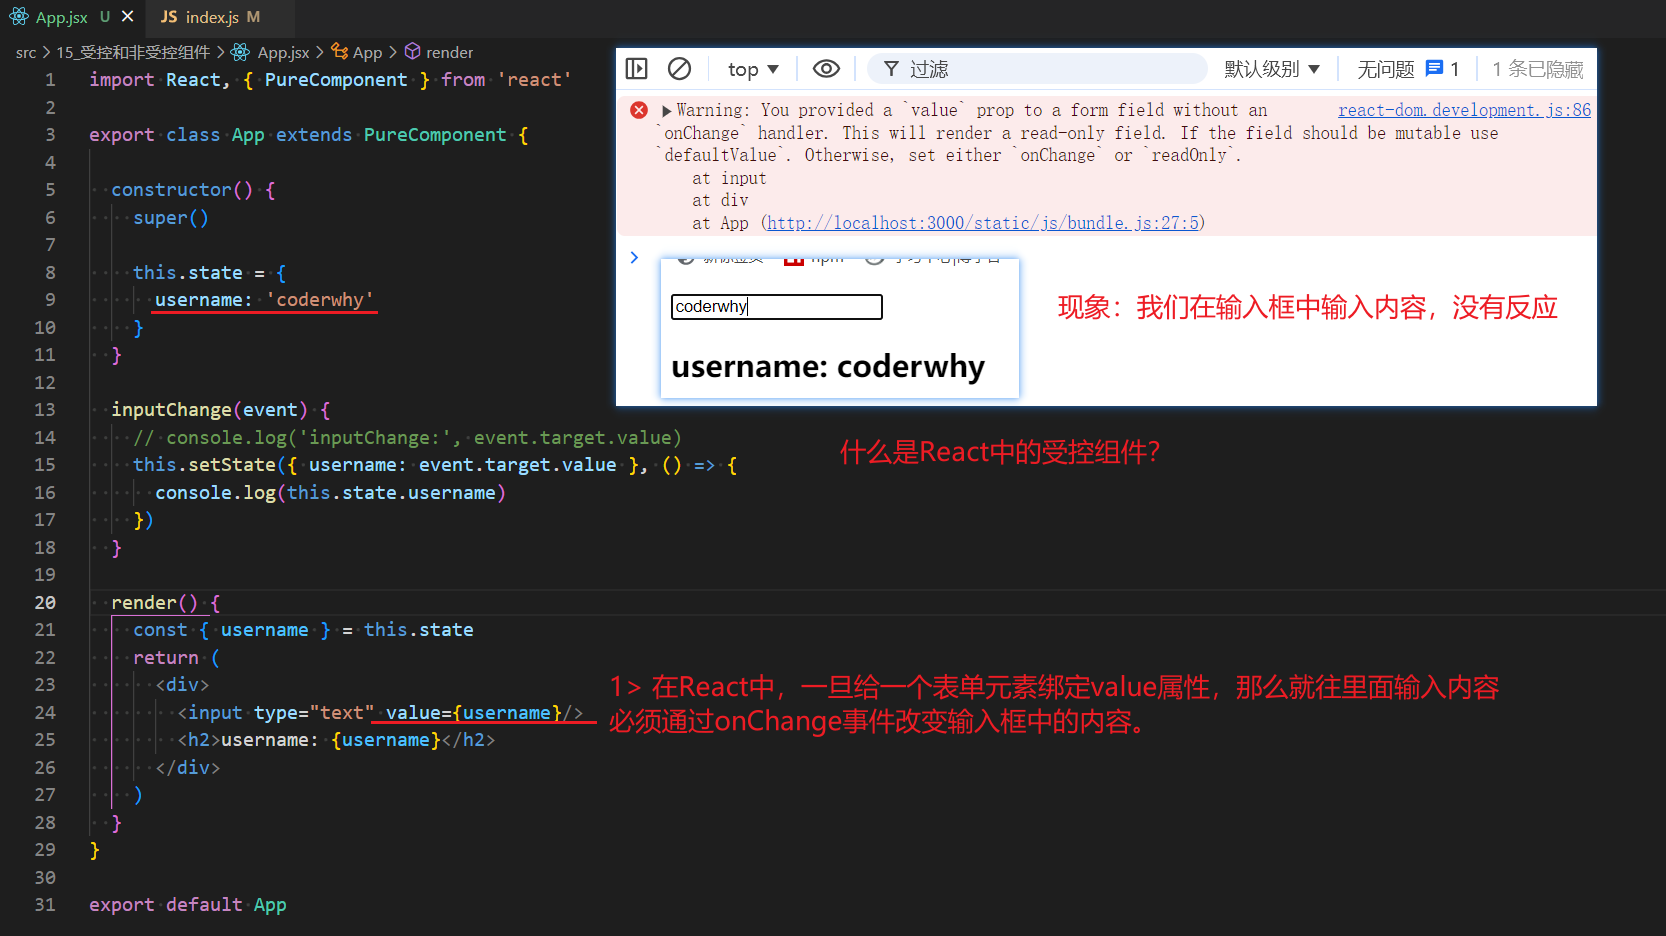 App.jsx U
JS index.js M
src > 15_受控和非受控组件 > App.jsx > App > render
1 import React, { PureComponent } from 'react'
2
3 export class App extends PureComponent {
4
5 constructor() {
6 super()
7
8 this.state = {
9 username: 'coderwhy'
10 }
11 }
12
13 inputChange(event) {
14 // console.log('inputChange:', event.target.value)
15 this.setState({ username: event.target.value }, () => {
16 console.log(this.state.username)
17 })
18 }
19
20 render() {
21 const { username } = this.state
22 return (
23 <div>
24 <input type="text" value={username}/>
25 <h2>username: {username}</h2>
26 </div>
27 )
28 }
29 }
30
31 export default App
top ▼ 过滤 默认级别 ▼ 无问题 1 1 条已隐藏
▶Warning: You provided a `value` prop to a form field without an react-dom.development.js:86
`onChange` handler. This will render a read-only field. If the field should be mutable use
`defaultValue`. Otherwise, set either `onChange` or `readOnly`.
at input
at div
at App (http://localhost:3000/static/js/bundle.js:27:5)
>
npm
coderwhy
username: coderwhy
现象：我们在输入框中输入内容，没有反应
什么是React中的受控组件？
1> 在React中，一旦给一个表单元素绑定value属性，那么就往里面输入内容
必须通过onChange事件改变输入框中的内容。